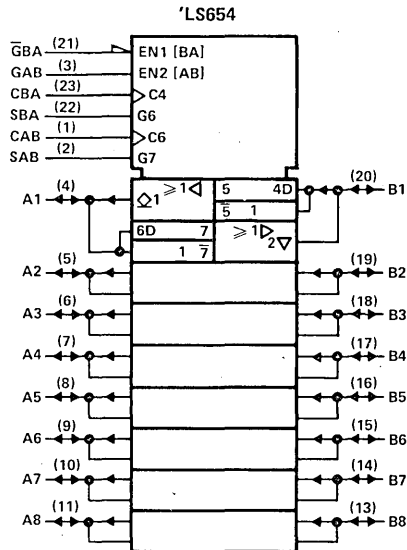 'LS654
G̅BA (21) EN1 [BA]
GAB (3) EN2 [AB]
CBA (23) C4
SBA (22) G6
CAB (1) C6
SAB (2) G7
A1 (4) 1 ⩾ 1 5 4D (20) B1
5̅ 1
6D 7 ⩾ 1
1 7̅ 2
A2 (5) (19) B2
A3 (6) (18) B3
A4 (7) (17) B4
A5 (8) (16) B5
A6 (9) (15) B6
A7 (10) (14) B7
A8 (11) (13) B8